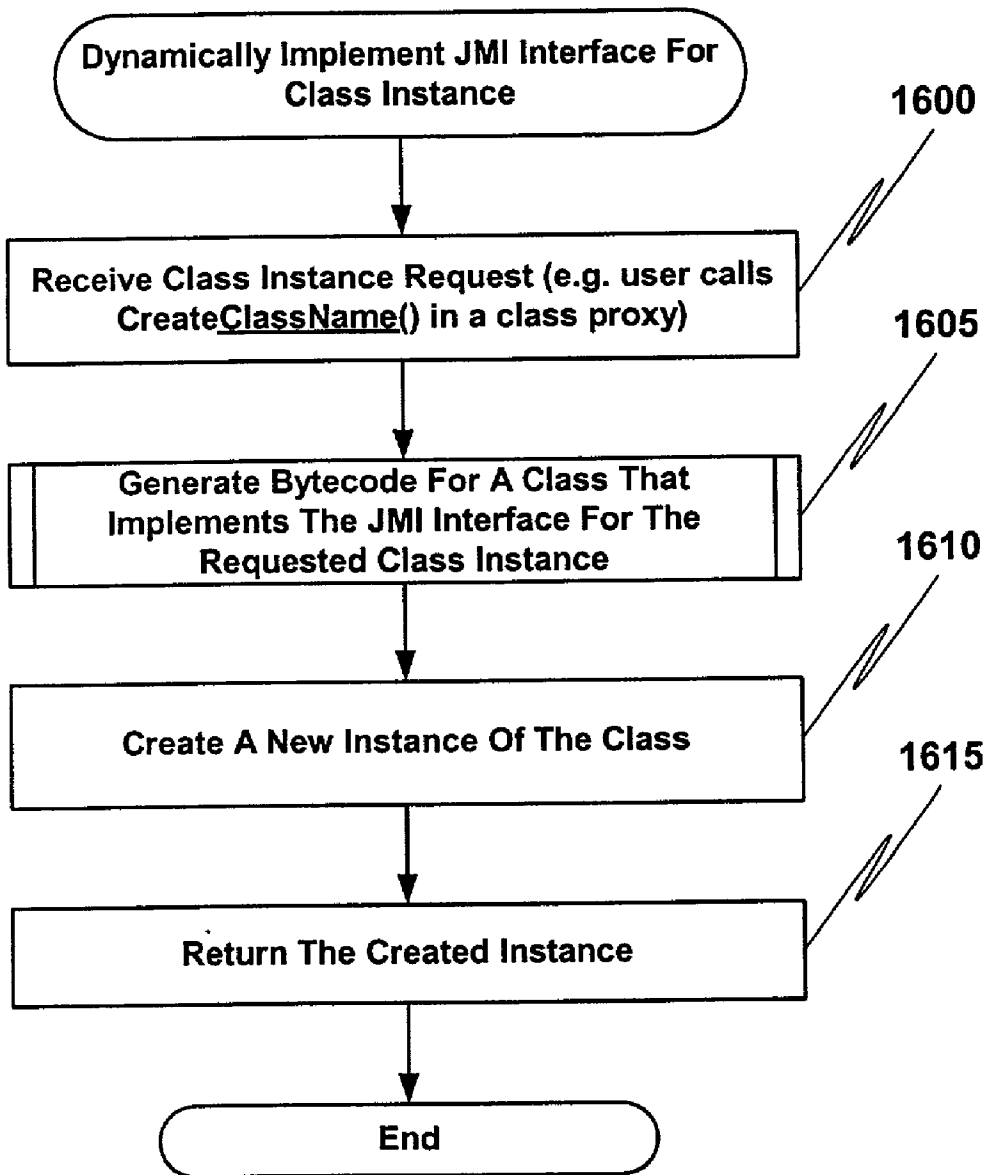 Dynamically Implement JMI Interface For
Class Instance
1600
Receive Class Instance Request (e.g. user calls
CreateClassName() in a class proxy)
1605
Generate Bytecode For A Class That
Implements The JMI Interface For The
Requested Class Instance
1610
Create A New Instance Of The Class
1615
Return The Created Instance
End